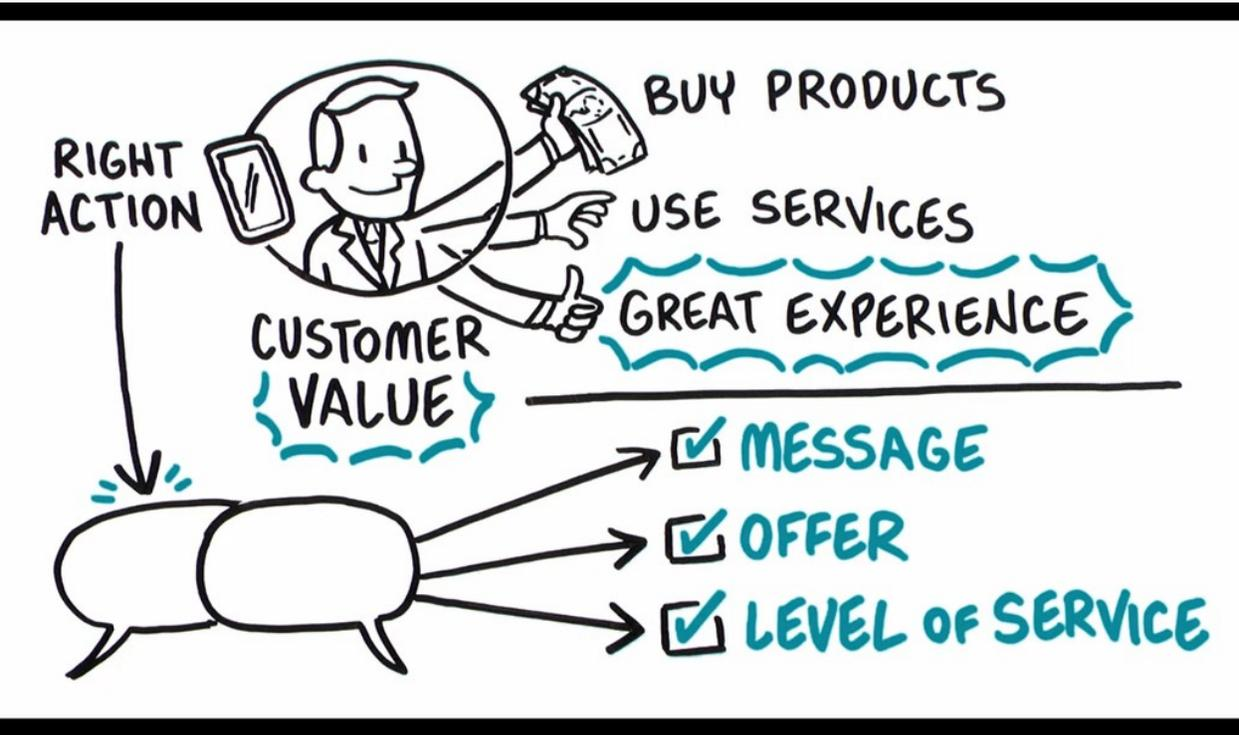 RIGHT
ACTION
BUY PRODUCTS
USE SERVICES
GREAT EXPERIENCE
CUSTOMER
VALUE
MESSAGE
OFFER
LEVEL OF SERVICE